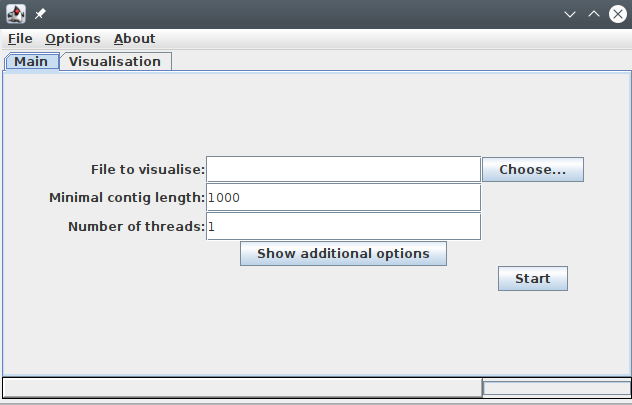 File Options About
Main Visualisation
File to visualise: Choose...
Minimal contig length: 1000
Number of threads: 1
Show additional options
Start